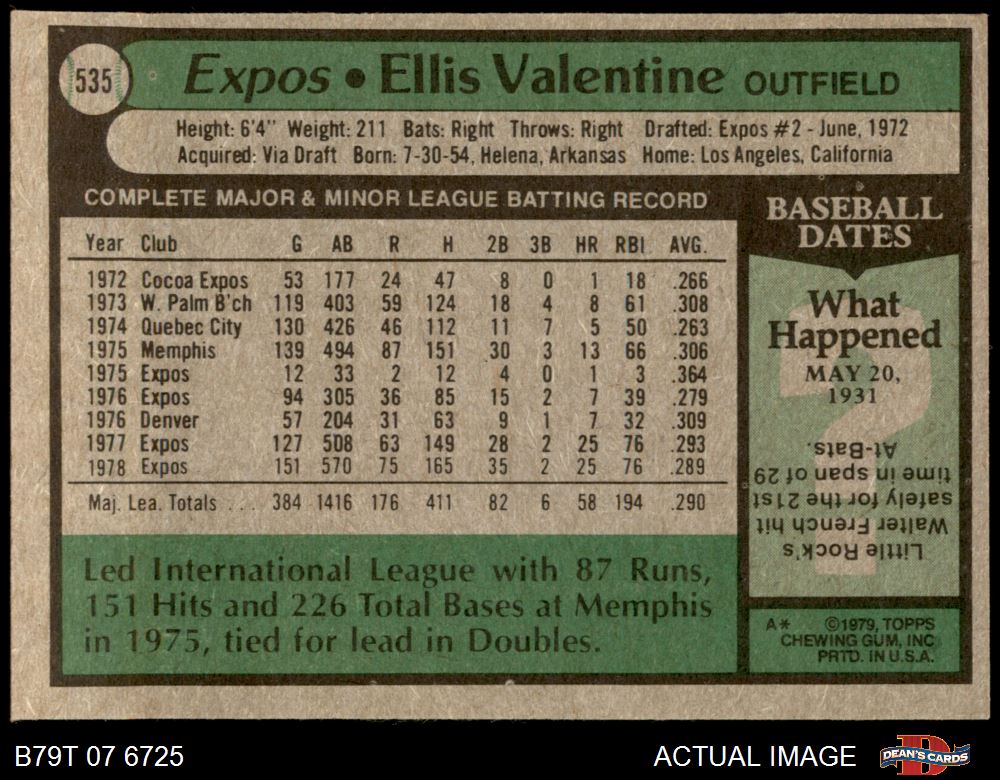 535
Expos • Ellis Valentine OUTFIELD
Height: 6'4" Weight: 211 Bats: Right Throws: Right Drafted: Expos #2 - June, 1972
Acquired: Via Draft Born: 7-30-54, Helena, Arkansas Home: Los Angeles, California
COMPLETE MAJOR & MINOR LEAGUE BATTING RECORD
Year Club G AB R H 2B 3B HR RBI AVG.
1972 Cocoa Expos 53 177 24 47 8 0 1 18 .266
1973 W. Palm B'ch 119 403 59 124 18 4 8 61 .308
1974 Quebec City 130 426 46 112 11 7 5 50 .263
1975 Memphis 139 494 87 151 30 3 13 66 .306
1975 Expos 12 33 2 12 4 0 1 3 .364
1976 Expos 94 305 36 85 15 2 7 39 .279
1976 Denver 57 204 31 63 9 1 7 32 .309
1977 Expos 127 508 63 149 28 2 25 76 .293
1978 Expos 151 570 75 165 35 2 25 76 .289
Maj. Lea. Totals . . . 384 1416 176 411 82 6 58 194 .290
Led International League with 87 Runs,
151 Hits and 226 Total Bases at Memphis
in 1975, tied for lead in Doubles.
BASEBALL
DATES
What
Happened
MAY 20,
1931
Little Rock's
Walter French hit
safely for the 21st
time in span of 29
At-Bats.
A* ©1979, TOPPS
CHEWING GUM, INC
PRTD. IN U.S.A.
B79T 07 6725
ACTUAL IMAGE
DEAN'S CARDS